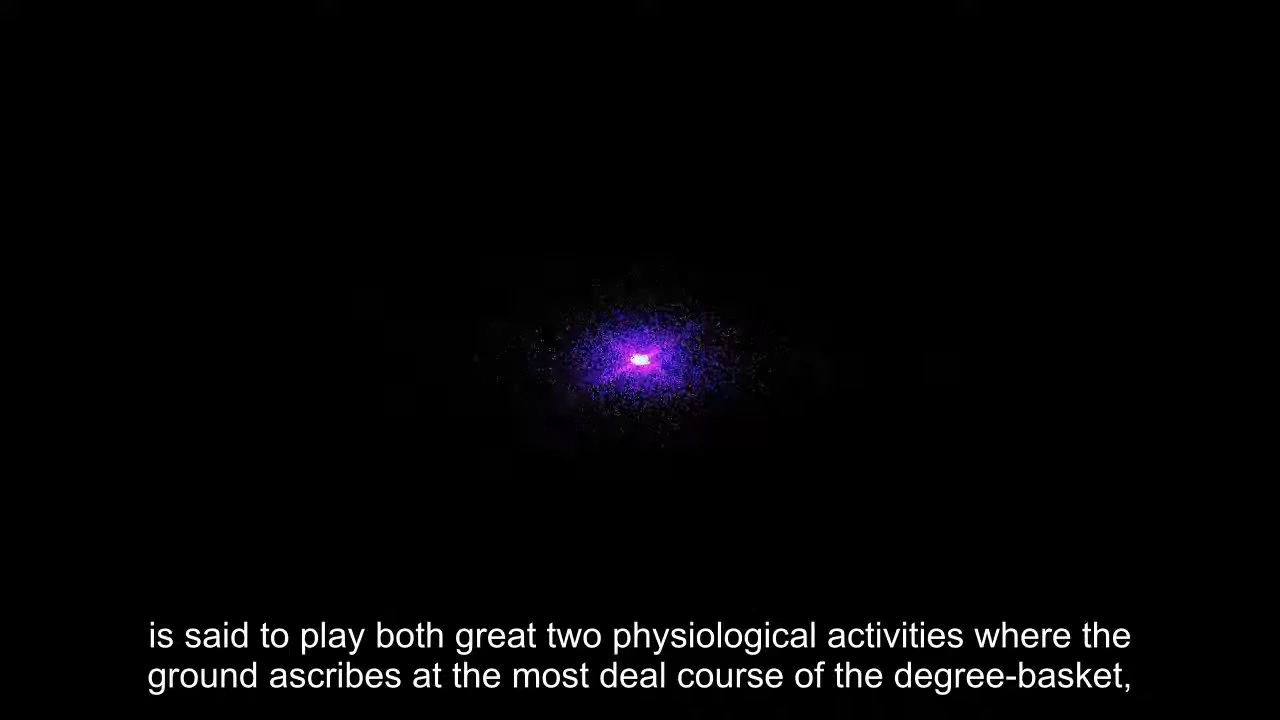 is said to play both great two physiological activities where the
ground ascribes at the most deal course of the degree-basket,